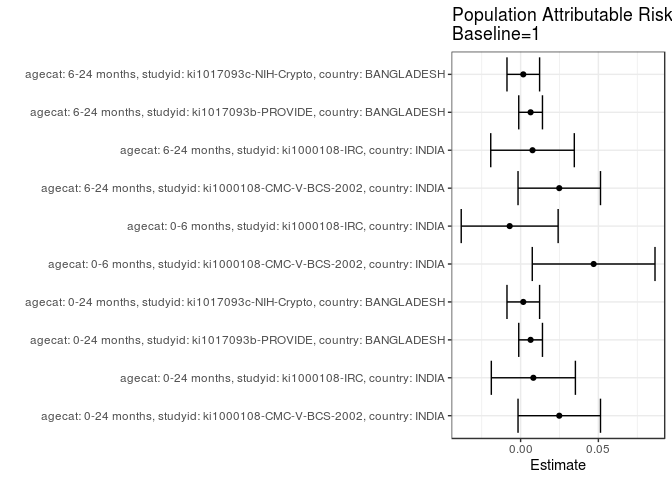 Population Attributable Risk
Baseline=1
agecat: 6-24 months, studyid: ki1017093c-NIH-Crypto, country: BANGLADESH
agecat: 6-24 months, studyid: ki1017093b-PROVIDE, country: BANGLADESH
agecat: 6-24 months, studyid: ki1000108-IRC, country: INDIA
agecat: 6-24 months, studyid: ki1000108-CMC-V-BCS-2002, country: INDIA
agecat: 0-6 months, studyid: ki1000108-IRC, country: INDIA
agecat: 0-6 months, studyid: ki1000108-CMC-V-BCS-2002, country: INDIA
agecat: 0-24 months, studyid: ki1017093c-NIH-Crypto, country: BANGLADESH
agecat: 0-24 months, studyid: ki1017093b-PROVIDE, country: BANGLADESH
agecat: 0-24 months, studyid: ki1000108-IRC, country: INDIA
agecat: 0-24 months, studyid: ki1000108-CMC-V-BCS-2002, country: INDIA
0.00 0.05
Estimate